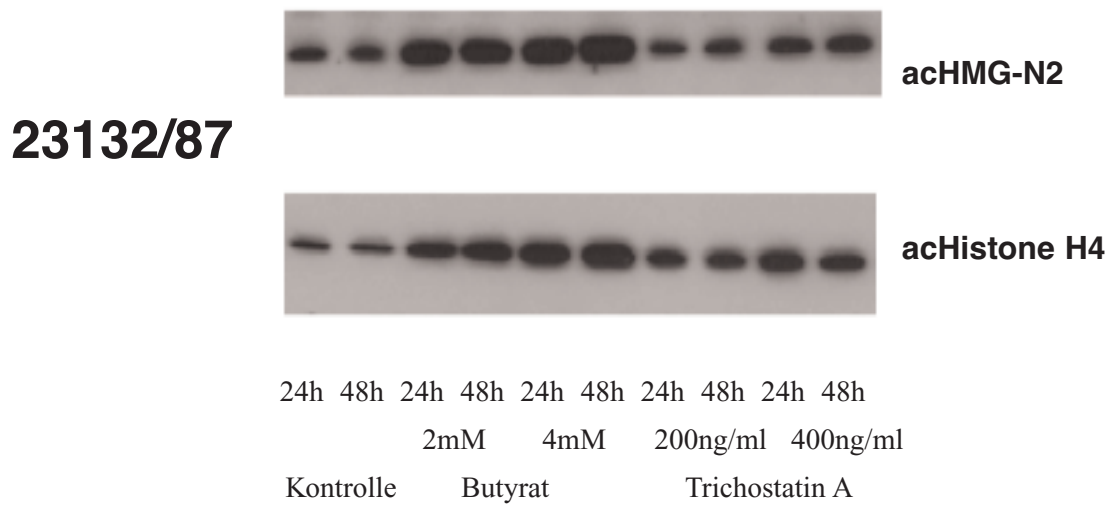 acHMG-N2
23132/87
acHistone H4
24h 48h 24h 48h 24h 48h 24h 48h 24h 48h
2mM 4mM 200ng/ml 400ng/ml
Kontrolle Butyrat Trichostatin A